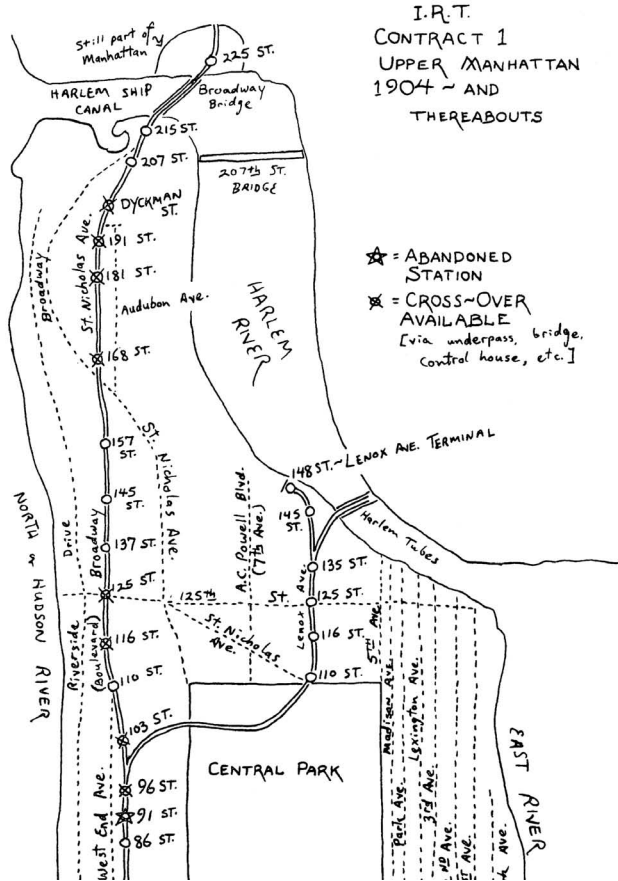 I.R.T.
CONTRACT 1
UPPER MANHATTAN
1904 ~ AND
THEREABOUTS
Still part of
Manhattan
225 ST.
HARLEM SHIP
CANAL
Broadway
Bridge
215 ST.
207 ST.
207th ST.
BRIDGE
DYCKMAN
ST.
191 ST.
181 ST.
St. Nicholas Ave.
Broadway
Audubon Ave.
HARLEM
RIVER
= ABANDONED
STATION
= CROSS~OVER
AVAILABLE
[via underpass, bridge,
control house, etc.]
168 ST.
157
ST.
St. Nicholas Ave.
148 ST.~LENOX AVE. TERMINAL
145
ST.
145
ST.
A.C. Powell Blvd.
(7th Ave.)
Harlem Tubes
NORTH or HUDSON RIVER
Riverside Drive
Broadway
(Boulevard)
137 ST.
135 ST.
125 ST.
125th St.
125 ST.
Lenox Ave.
5TH Ave.
116 ST.
St. Nicholas
Ave.
116 ST.
110 ST.
110 ST.
Madison Ave.
Park Ave.
Lexington Ave.
3rd Ave.
ND Ave.
ST Ave.
Ave.
EAST RIVER
103 ST.
CENTRAL PARK
West End Ave.
96 ST.
91 ST.
86 ST.